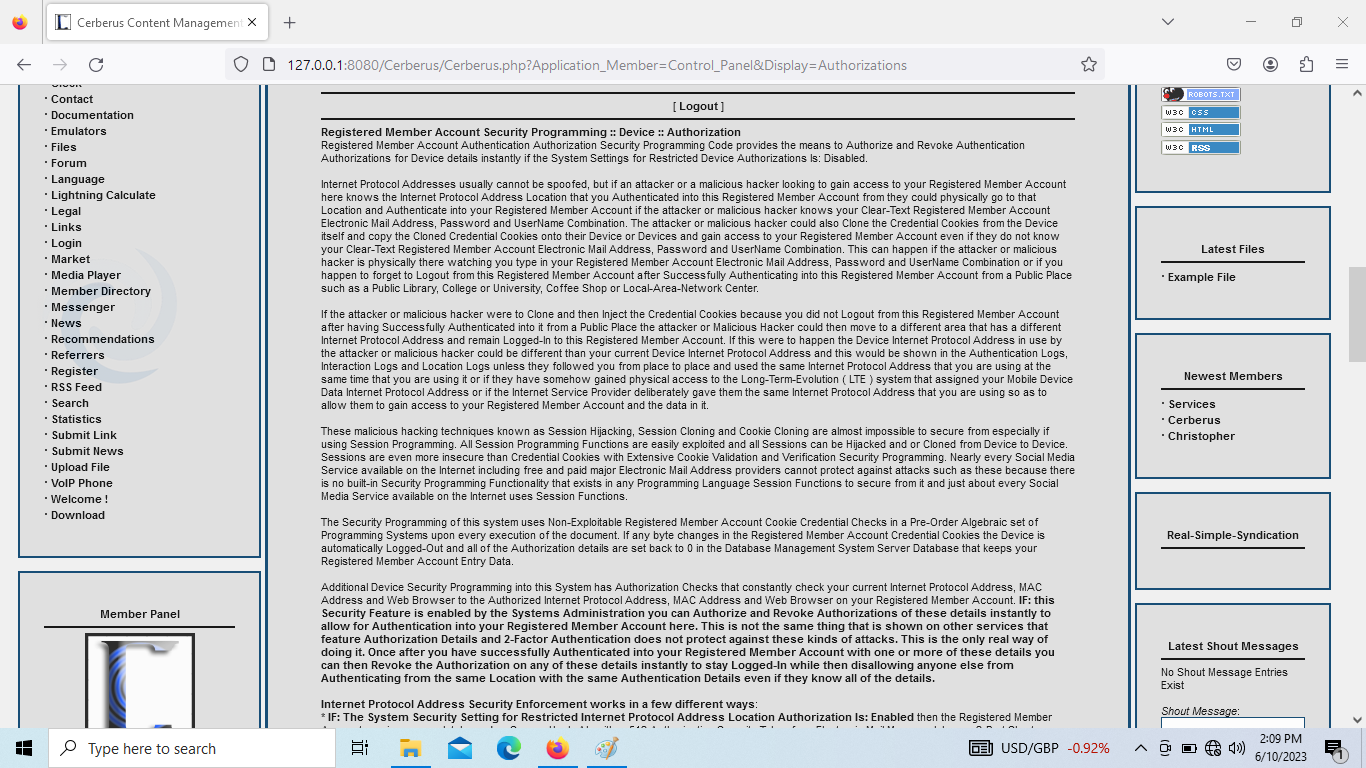 Cerberus Content Management
127.0.0.1:8080/Cerberus/Cerberus.php?Application_Member=Control_Panel&Display=Authorizations
Clock
· Contact
· Documentation
· Emulators
· Files
· Forum
· Language
· Lightning Calculate
· Legal
· Links
· Login
· Market
· Media Player
· Member Directory
· Messenger
· News
· Recommendations
· Referrers
· Register
· RSS Feed
· Search
· Statistics
· Submit Link
· Submit News
· Upload File
· VoIP Phone
· Welcome !
· Download
Member Panel
[ Logout ]
Registered Member Account Security Programming :: Device :: Authorization
Registered Member Account Authentication Authorization Security Programming Code provides the means to Authorize and Revoke Authentication
Authorizations for Device details instantly if the System Settings for Restricted Device Authorizations Is: Disabled.
Internet Protocol Addresses usually cannot be spoofed, but if an attacker or a malicious hacker looking to gain access to your Registered Member Account
here knows the Internet Protocol Address Location that you Authenticated into this Registered Member Account from they could physically go to that
Location and Authenticate into your Registered Member Account if the attacker or malicious hacker knows your Clear-Text Registered Member Account
Electronic Mail Address, Password and UserName Combination. The attacker or malicious hacker could also Clone the Credential Cookies from the Device
itself and copy the Cloned Credential Cookies onto their Device or Devices and gain access to your Registered Member Account even if they do not know
your Clear-Text Registered Member Account Electronic Mail Address, Password and UserName Combination. This can happen if the attacker or malicious
hacker is physically there watching you type in your Registered Member Account Electronic Mail Address, Password and UserName Combination or if you
happen to forget to Logout from this Registered Member Account after Successfully Authenticating into this Registered Member Account from a Public Place
such as a Public Library, College or University, Coffee Shop or Local-Area-Network Center.
If the attacker or malicious hacker were to Clone and then Inject the Credential Cookies because you did not Logout from this Registered Member Account
after having Successfully Authenticated into it from a Public Place the attacker or Malicious Hacker could then move to a different area that has a different
Internet Protocol Address and remain Logged-In to this Registered Member Account. If this were to happen the Device Internet Protocol Address in use by
the attacker or malicious hacker could be different than your current Device Internet Protocol Address and this would be shown in the Authentication Logs,
Interaction Logs and Location Logs unless they followed you from place to place and used the same Internet Protocol Address that you are using at the
same time that you are using it or if they have somehow gained physical access to the Long-Term-Evolution ( LTE ) system that assigned your Mobile Device
Data Internet Protocol Address or if the Internet Service Provider deliberately gave them the same Internet Protocol Address that you are using so as to
allow them to gain access to your Registered Member Account and the data in it.
These malicious hacking techniques known as Session Hijacking, Session Cloning and Cookie Cloning are almost impossible to secure from especially if
using Session Programming. All Session Programming Functions are easily exploited and all Sessions can be Hijacked and or Cloned from Device to Device.
Sessions are even more insecure than Credential Cookies with Extensive Cookie Validation and Verification Security Programming. Nearly every Social Media
Service available on the Internet including free and paid major Electronic Mail Address providers cannot protect against attacks such as these because there
is no built-in Security Programming Functionality that exists in any Programming Language Session Functions to secure from it and just about every Social
Media Service available on the Internet uses Session Functions.
The Security Programming of this system uses Non-Exploitable Registered Member Account Cookie Credential Checks in a Pre-Order Algebraic set of
Programming Systems upon every execution of the document. If any byte changes in the Registered Member Account Credential Cookies the Device is
automatically Logged-Out and all of the Authorization details are set back to 0 in the Database Management System Server Database that keeps your
Registered Member Account Entry Data.
Additional Device Security Programming into this System has Authorization Checks that constantly check your current Internet Protocol Address, MAC
Address and Web Browser to the Authorized Internet Protocol Address, MAC Address and Web Browser on your Registered Member Account. IF: this
Security Feature is enabled by the Systems Administration you can Authorize and Revoke Authorizations of these details instantly to
allow for Authentication into your Registered Member Account here. This is not the same thing that is shown on other services that
feature Authorization Details and 2-Factor Authentication does not protect against these kinds of attacks. This is the only real way of
doing it. Once after you have successfully Authenticated into your Registered Member Account with one or more of these details you
can then Revoke the Authorization on any of these details instantly to stay Logged-In while then disallowing anyone else from
Authenticating from the same Location with the same Authentication Details even if they know all of the details.
Internet Protocol Address Security Enforcement works in a few different ways:
* IF: The System Security Setting for Restricted Internet Protocol Address Location Authorization Is: Enabled then the Registered Member
ROBOTS.TXT
W3C CSS
W3C HTML
W3C RSS
Latest Files
· Example File
Newest Members
· Services
· Cerberus
· Christopher
Real-Simple-Syndication
Latest Shout Messages
No Shout Message Entries
Exist
Shout Message:
Type here to search
USD/GBP -0.92%
2:09 PM
6/10/2023
1